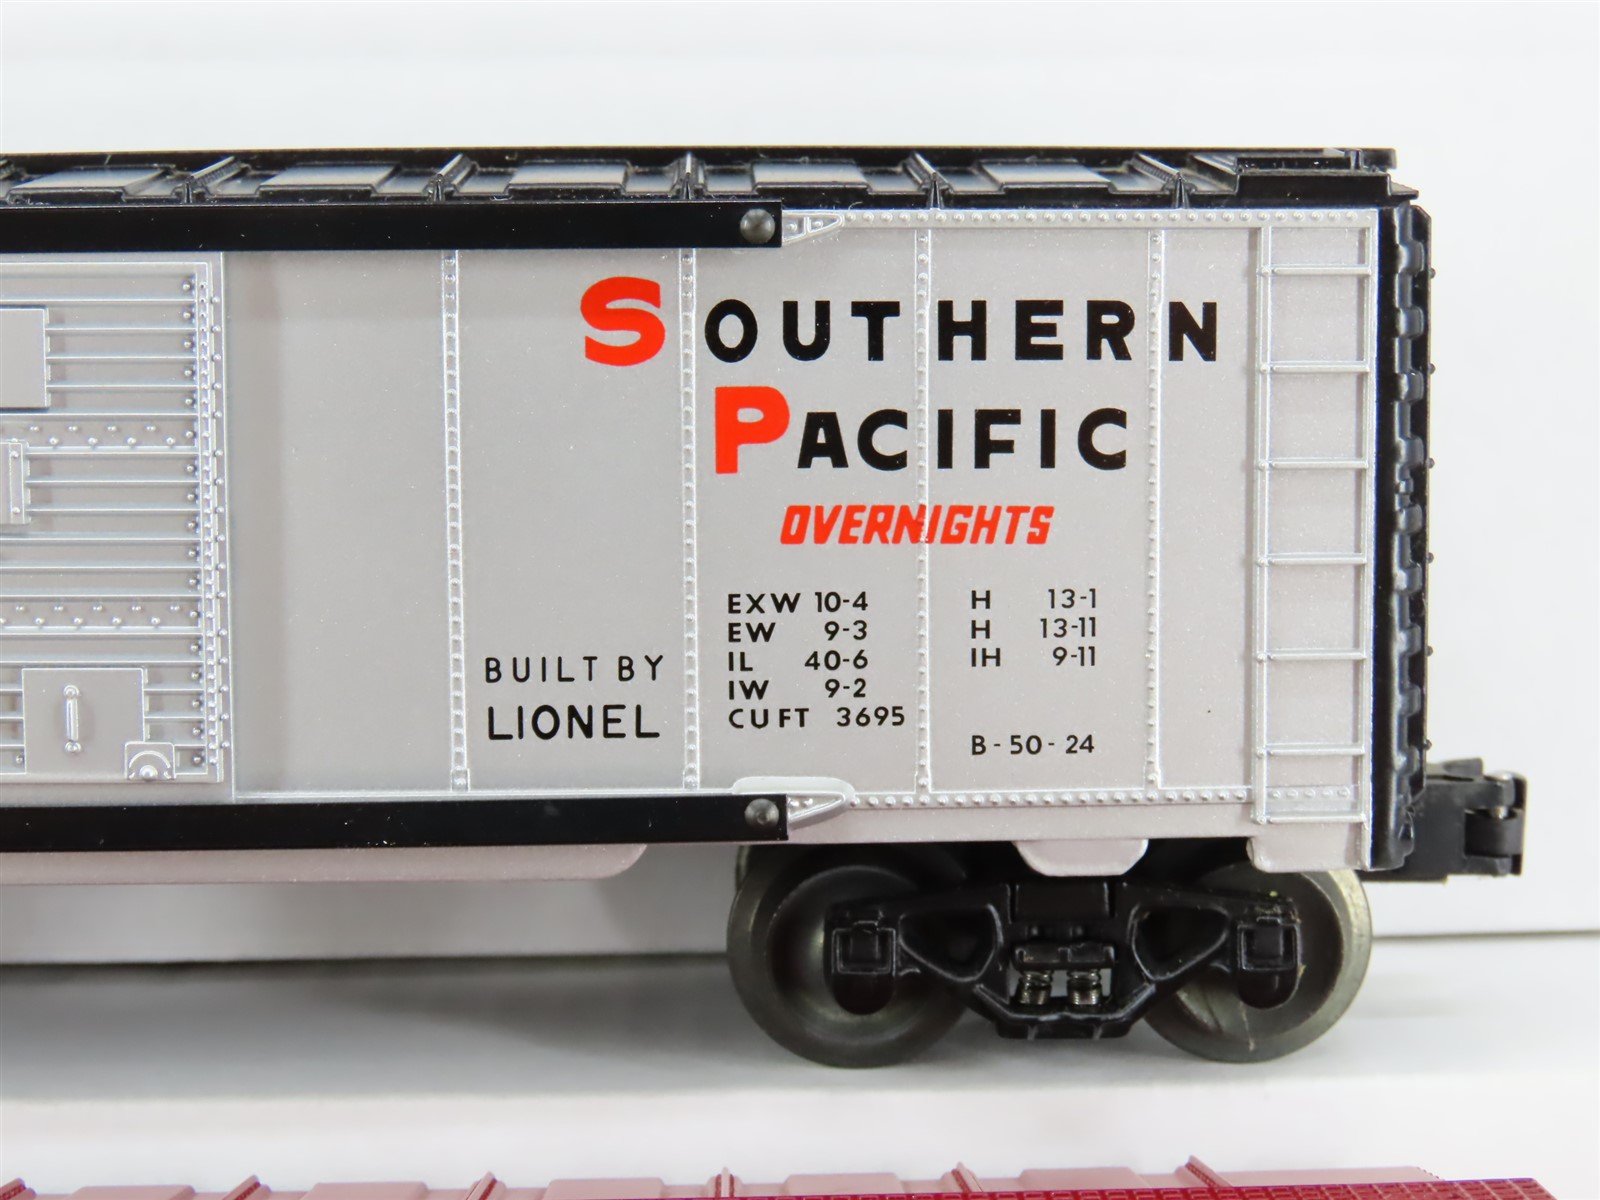 SOUTHERN
PACIFIC
OVERNIGHTS
EXW 10-4
EW 9-3
IL 40-6
IW 9-2
CU FT 3695
H 13-1
H 13-11
IH 9-11
B-50-24
BUILT BY
LIONEL